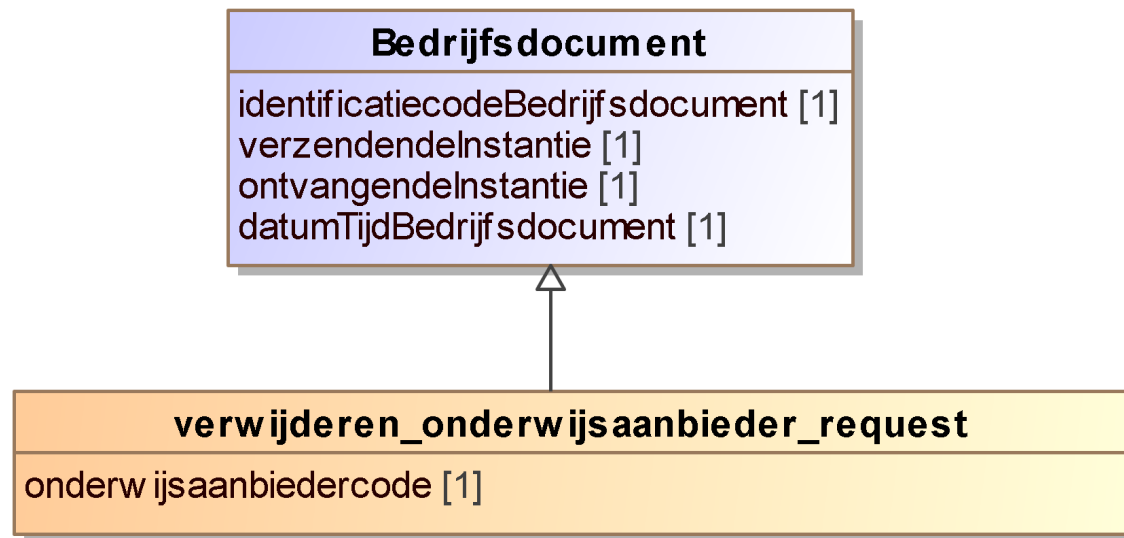 Bedrijfsdocument
identificatiecodeBedrijfsdocument [1]
verzendendeInstantie [1]
ontvangendeInstantie [1]
datumTijdBedrijfsdocument [1]
verwijderen_onderwijsaanbieder_request
onderwijsaanbiedercode [1]